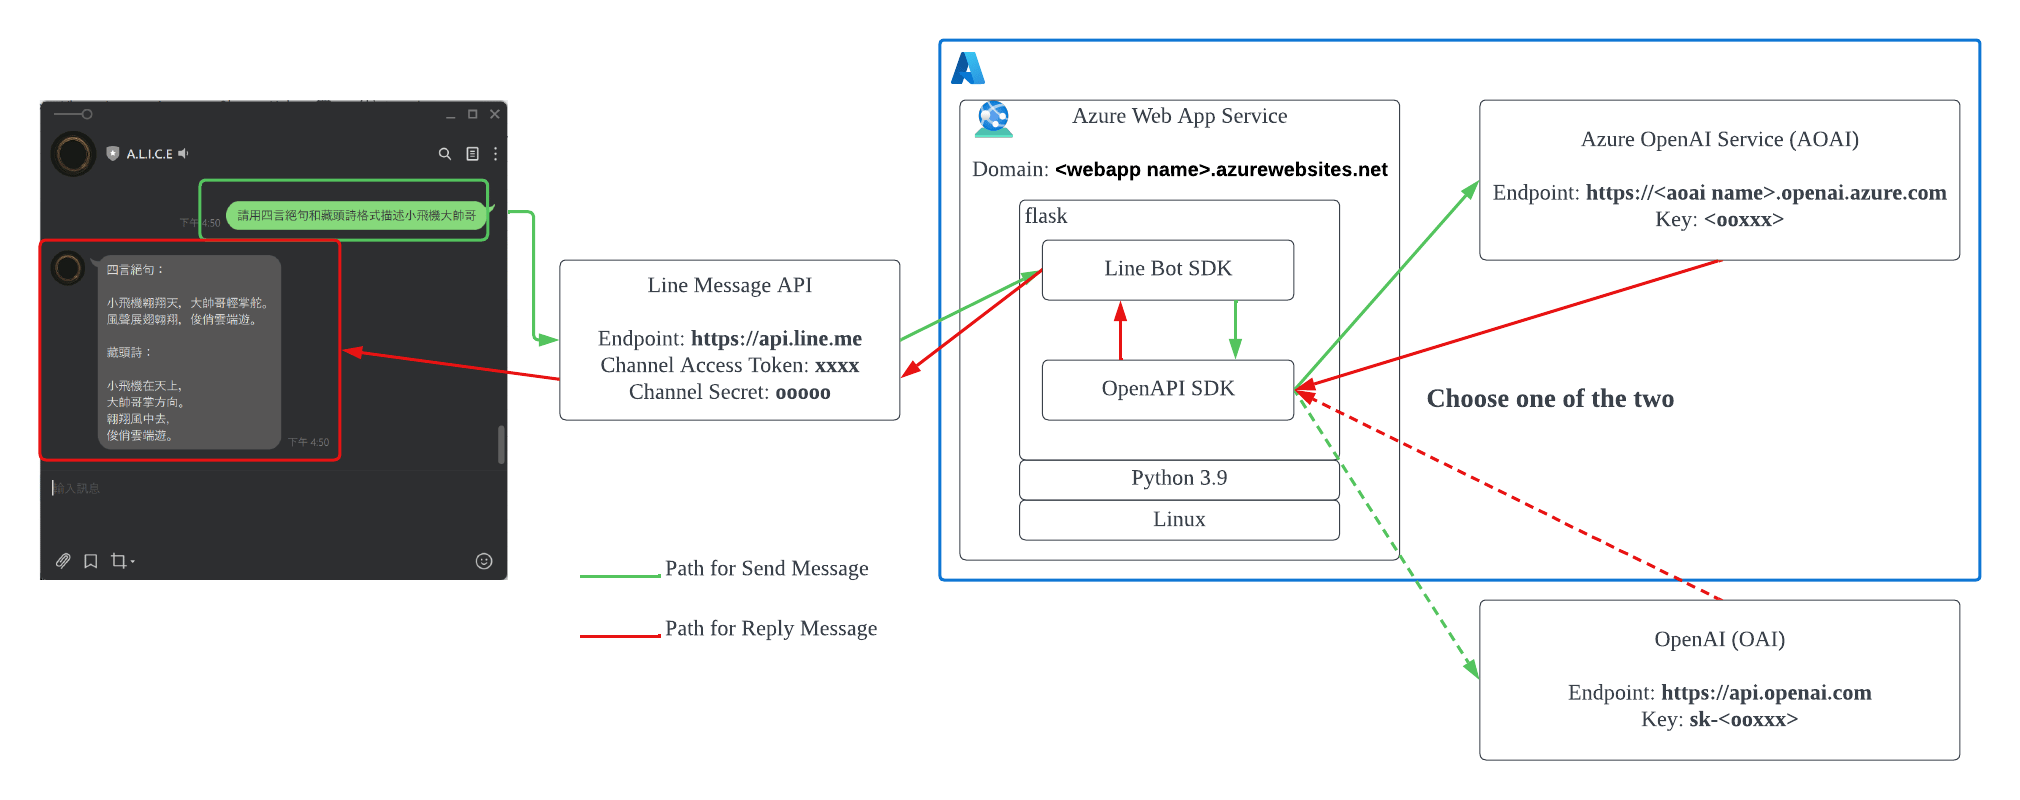 A.L.I.C.E
請用四言絕句和藏頭詩格式描述小飛機大帥哥
下午 4:50
四言絕句：
小飛機翱翔天，大帥哥輕掌舵。
風聲展翅翱翔，俊俏雲端遊。
藏頭詩：
小飛機在天上，
大帥哥掌方向。
翱翔風中去，
俊俏雲端遊。
下午 4:50
輸入訊息
Line Message API
Endpoint: https://api.line.me
Channel Access Token: xxxx
Channel Secret: ooooo
Path for Send Message
Path for Reply Message
Azure Web App Service
Domain: <webapp name>.azurewebsites.net
flask
Line Bot SDK
OpenAPI SDK
Python 3.9
Linux
Azure OpenAI Service (AOAI)
Endpoint: https://<aoai name>.openai.azure.com
Key: <ooxxx>
Choose one of the two
OpenAI (OAI)
Endpoint: https://api.openai.com
Key: sk-<ooxxx>